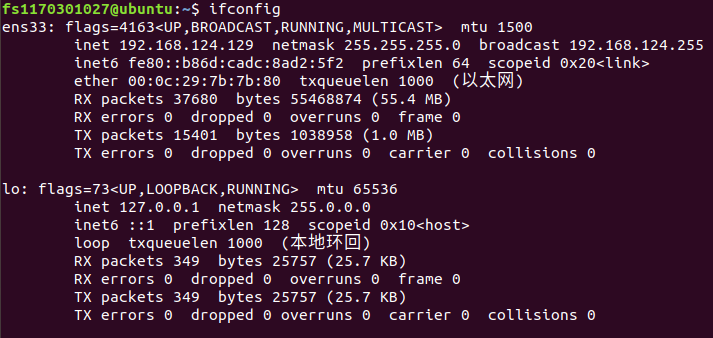 fs1170301027@ubuntu:~$ ifconfig
ens33: flags=4163<UP,BROADCAST,RUNNING,MULTICAST>  mtu 1500
        inet 192.168.124.129  netmask 255.255.255.0  broadcast 192.168.124.255
        inet6 fe80::b86d:cadc:8ad2:5f2  prefixlen 64  scopeid 0x20<link>
        ether 00:0c:29:7b:7b:80  txqueuelen 1000  (以太网)
        RX packets 37680  bytes 55468874 (55.4 MB)
        RX errors 0  dropped 0  overruns 0  frame 0
        TX packets 15401  bytes 1038958 (1.0 MB)
        TX errors 0  dropped 0 overruns 0  carrier 0  collisions 0
lo: flags=73<UP,LOOPBACK,RUNNING>  mtu 65536
        inet 127.0.0.1  netmask 255.0.0.0
        inet6 ::1  prefixlen 128  scopeid 0x10<host>
        loop  txqueuelen 1000  (本地环回)
        RX packets 349  bytes 25757 (25.7 KB)
        RX errors 0  dropped 0  overruns 0  frame 0
        TX packets 349  bytes 25757 (25.7 KB)
        TX errors 0  dropped 0 overruns 0  carrier 0  collisions 0